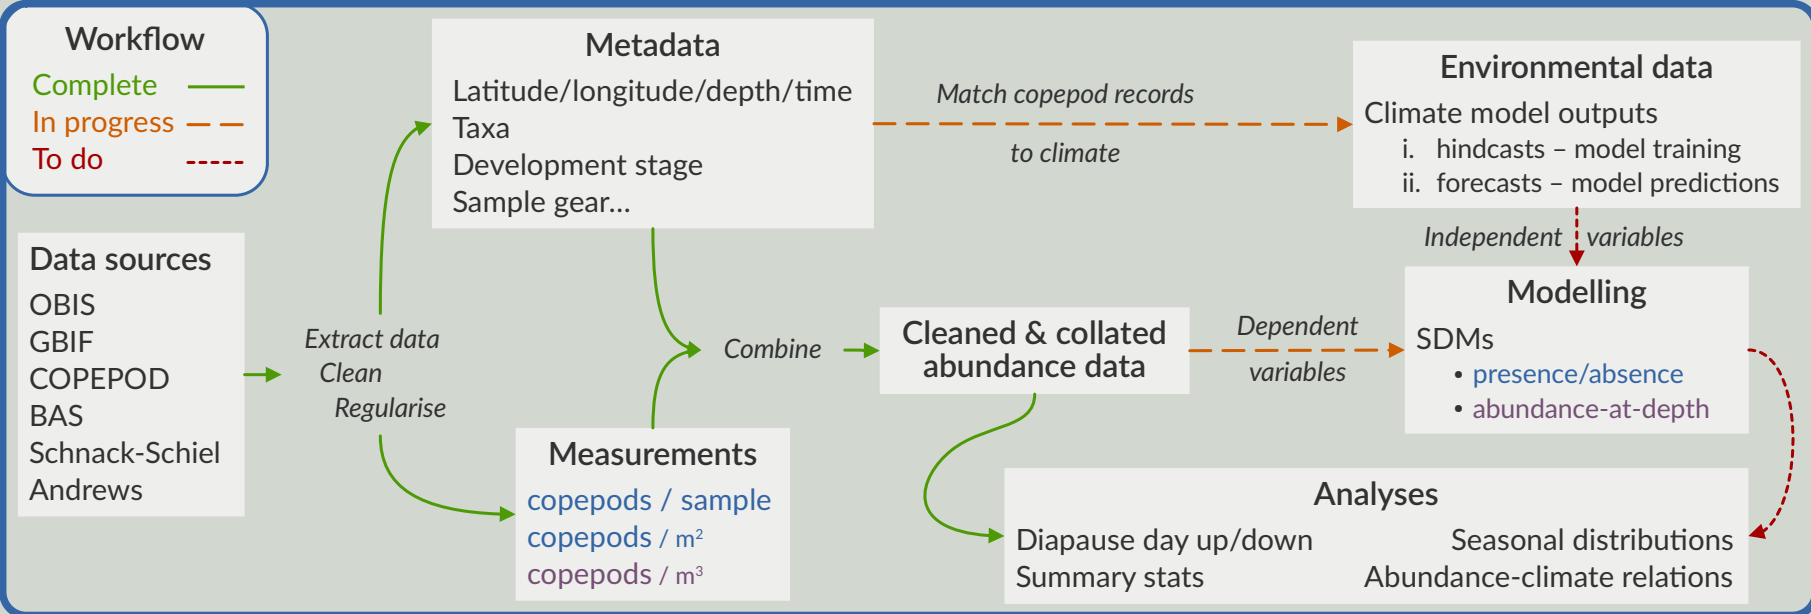 Workflow
Complete
In progress
To do
Data sources
OBIS
GBIF
COPEPOD
BAS
Schnack-Schiel
Andrews
Extract data
Clean
Regularise
Metadata
Latitude/longitude/depth/time
Taxa
Development stage
Sample gear...
Measurements
copepods / sample
copepods / m²
copepods / m³
Combine
Cleaned & collated
abundance data
Match copepod records
to climate
Environmental data
Climate model outputs
i. hindcasts – model training
ii. forecasts – model predictions
Independent variables
Dependent
variables
Modelling
SDMs
• presence/absence
• abundance-at-depth
Analyses
Diapause day up/down
Summary stats
Seasonal distributions
Abundance-climate relations